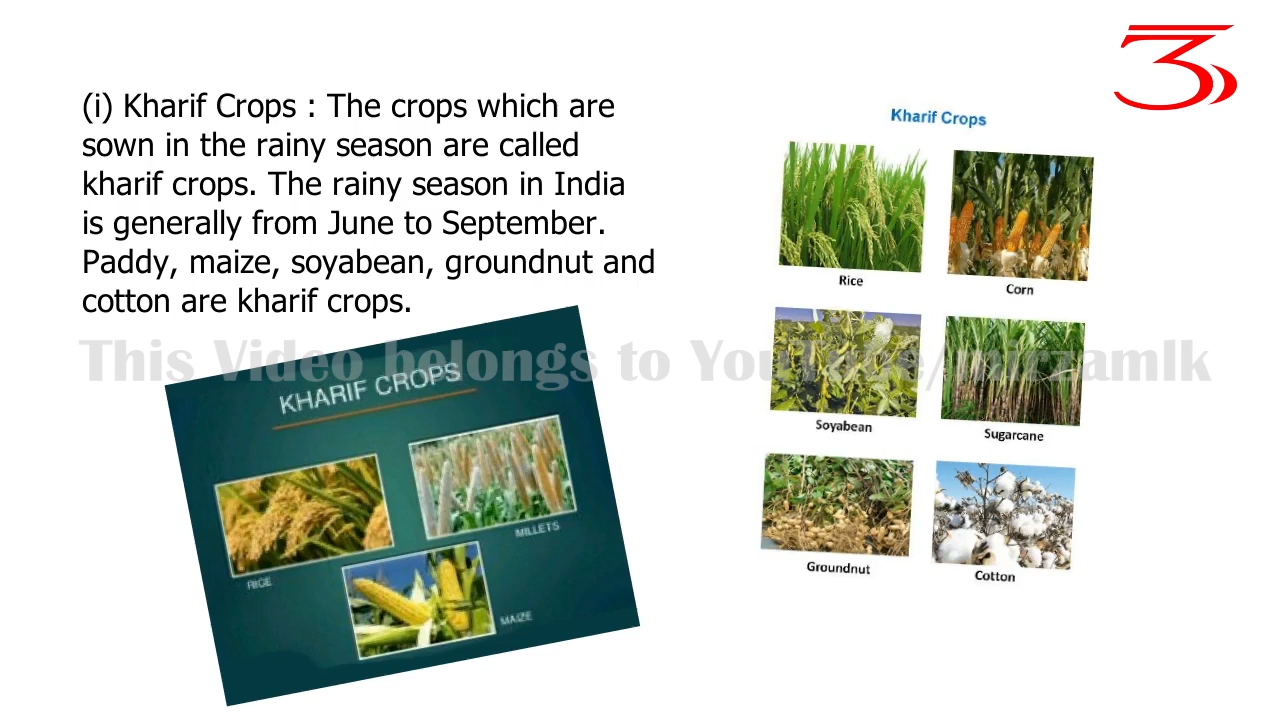 (i) Kharif Crops : The crops which are
sown in the rainy season are called
kharif crops. The rainy season in India
is generally from June to September.
Paddy, maize, soyabean, groundnut and
cotton are kharif crops.
This Video belongs to YouTube/mirzamlk
KHARIF CROPS
RICE
MILLETS
MAIZE
Kharif Crops
Rice
Corn
Soyabean
Sugarcane
Groundnut
Cotton